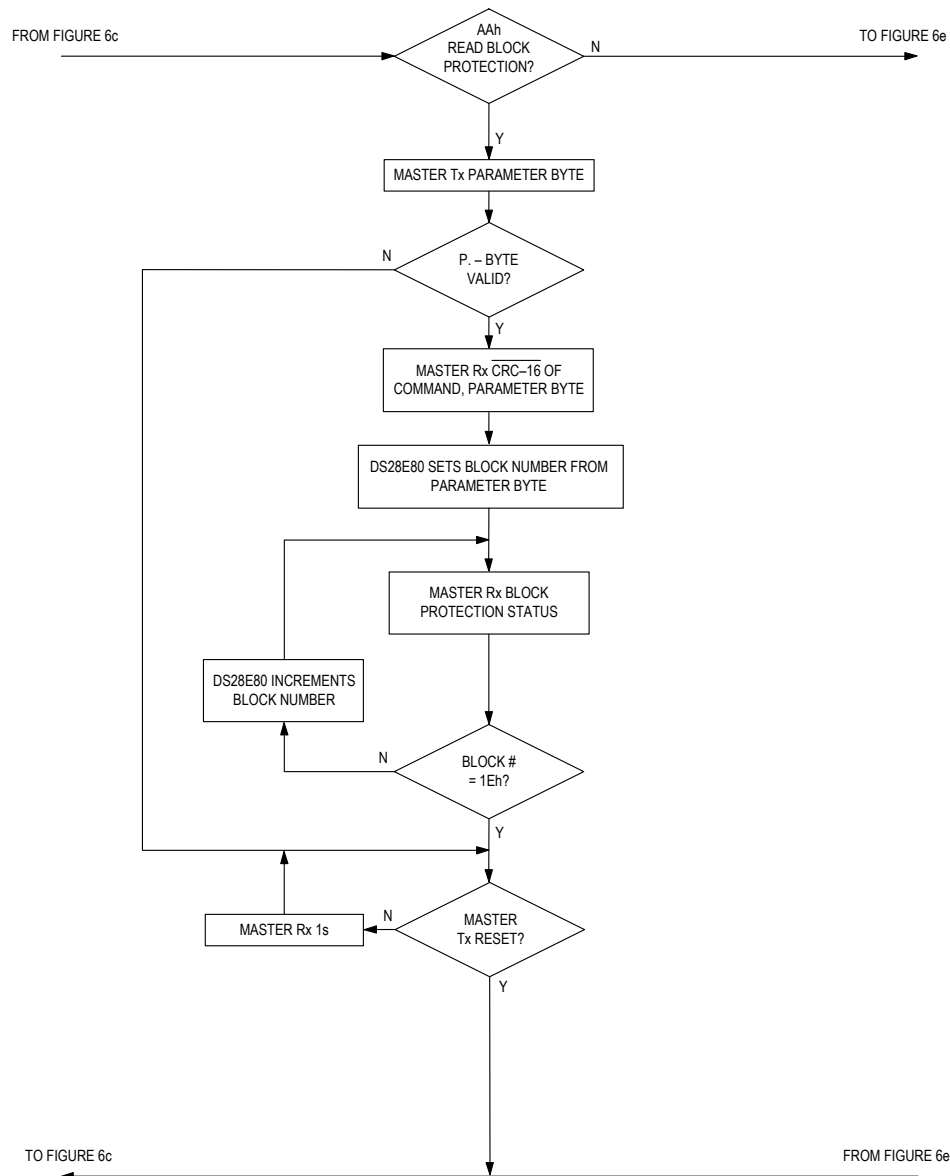 FROM FIGURE 6c
AAh
READ BLOCK
PROTECTION?
N
TO FIGURE 6e
Y
MASTER Tx PARAMETER BYTE
N
P. – BYTE
VALID?
Y
MASTER Rx CRC–16 OF
COMMAND, PARAMETER BYTE
DS28E80 SETS BLOCK NUMBER FROM
PARAMETER BYTE
MASTER Rx BLOCK
PROTECTION STATUS
DS28E80 INCREMENTS
BLOCK NUMBER
N
BLOCK #
= 1Eh?
Y
MASTER Rx 1s
N
MASTER
Tx RESET?
Y
TO FIGURE 6c
FROM FIGURE 6e